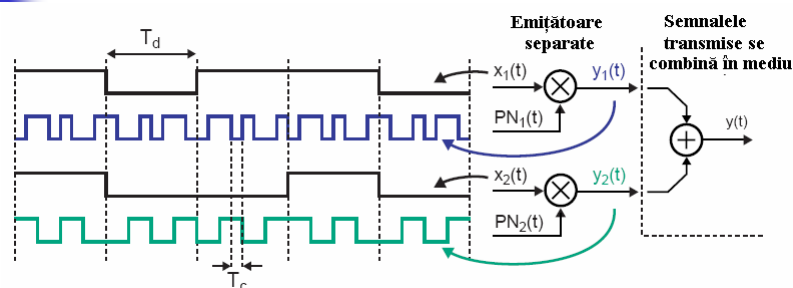 Emițătoare
separate
Semnalele
transmise se
combină în mediu
Td
x1(t)
y1(t)
PN1(t)
y(t)
x2(t)
y2(t)
PN2(t)
Tc